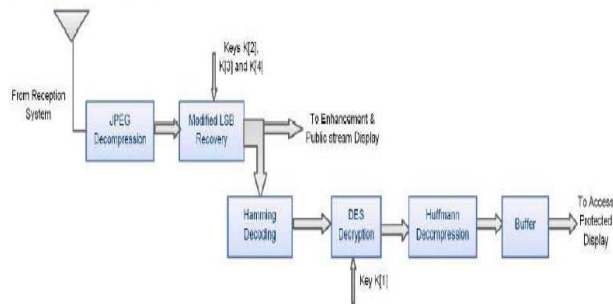 Keys K[2],
K[3] and K[4]
From Reception
System
JPEG
Decompression
Modified LSB
Recovery
To Enhancement &
Public stream Display
Hamming
Decoding
DES
Decryption
Huffmann
Decompression
Buffer
To Access
Protected
Display
Key K[1]